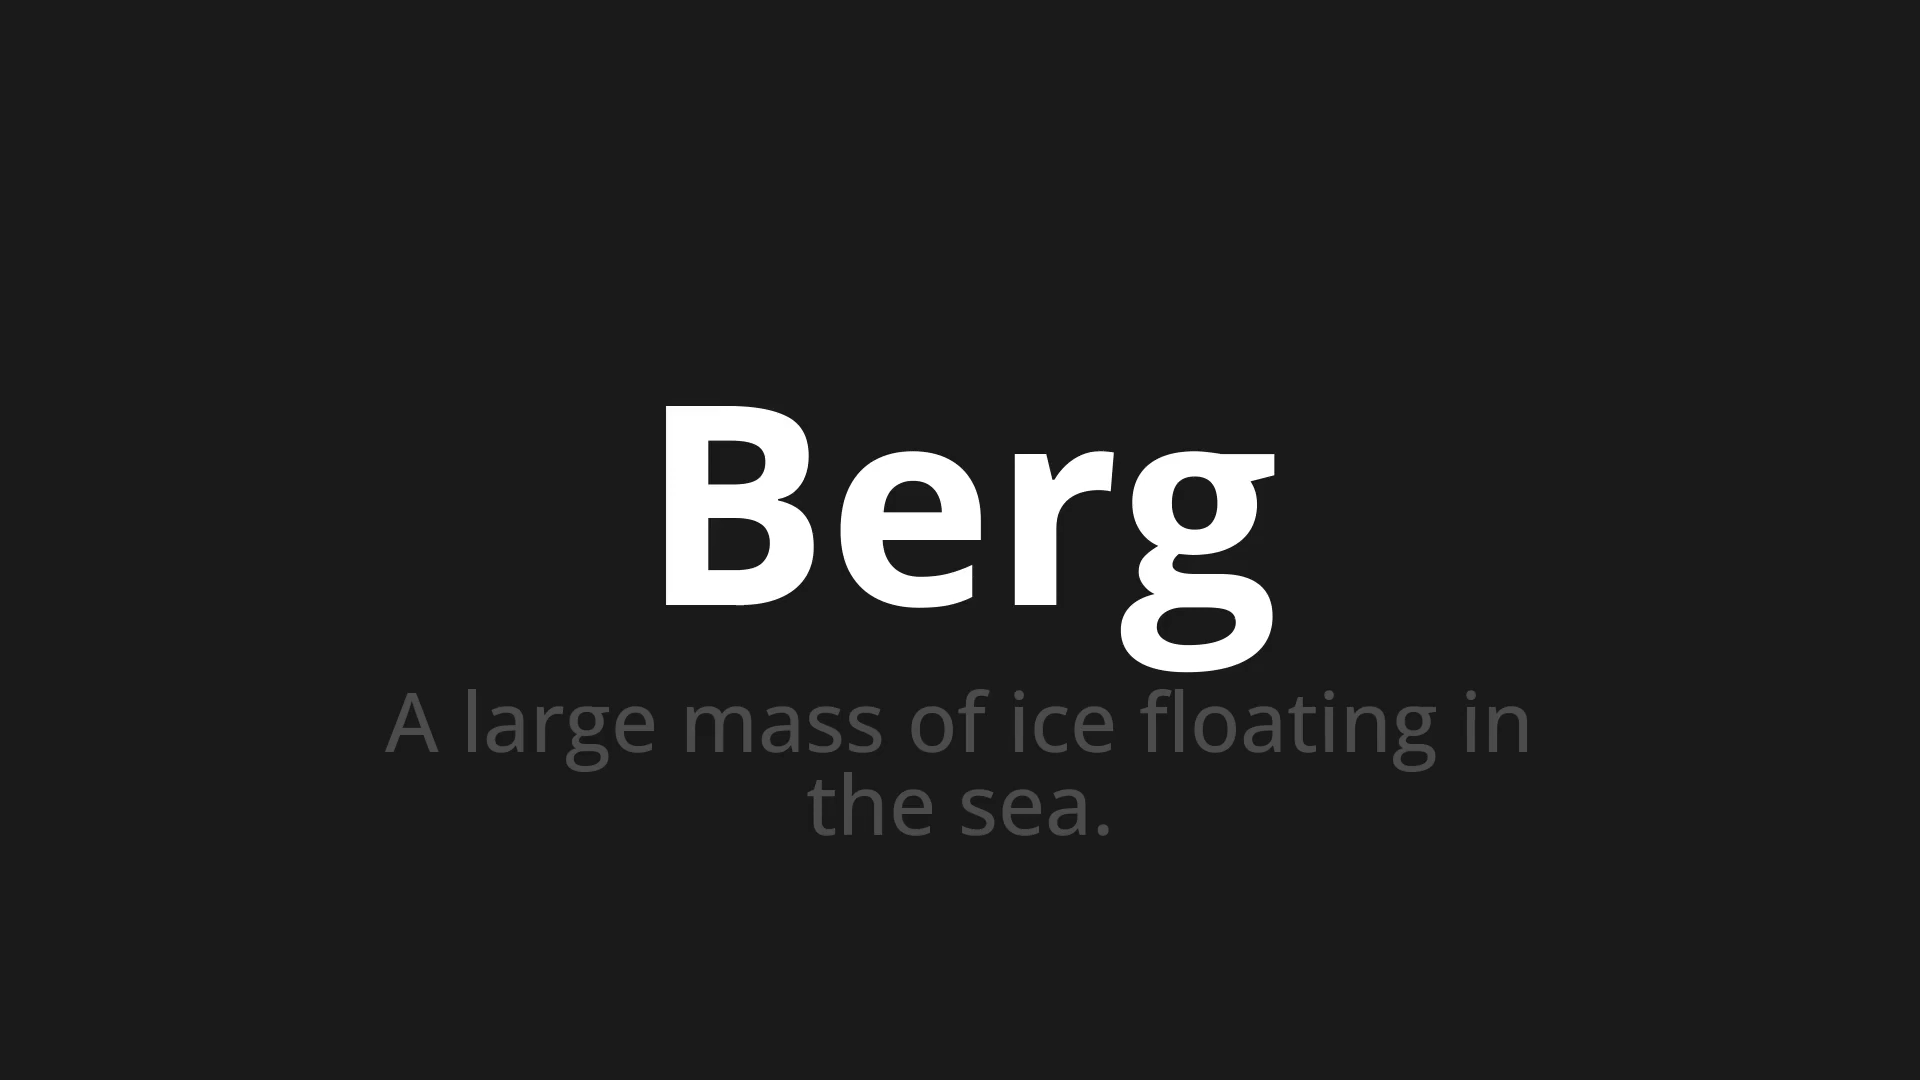 Berg
A large mass of ice floating in
the sea.